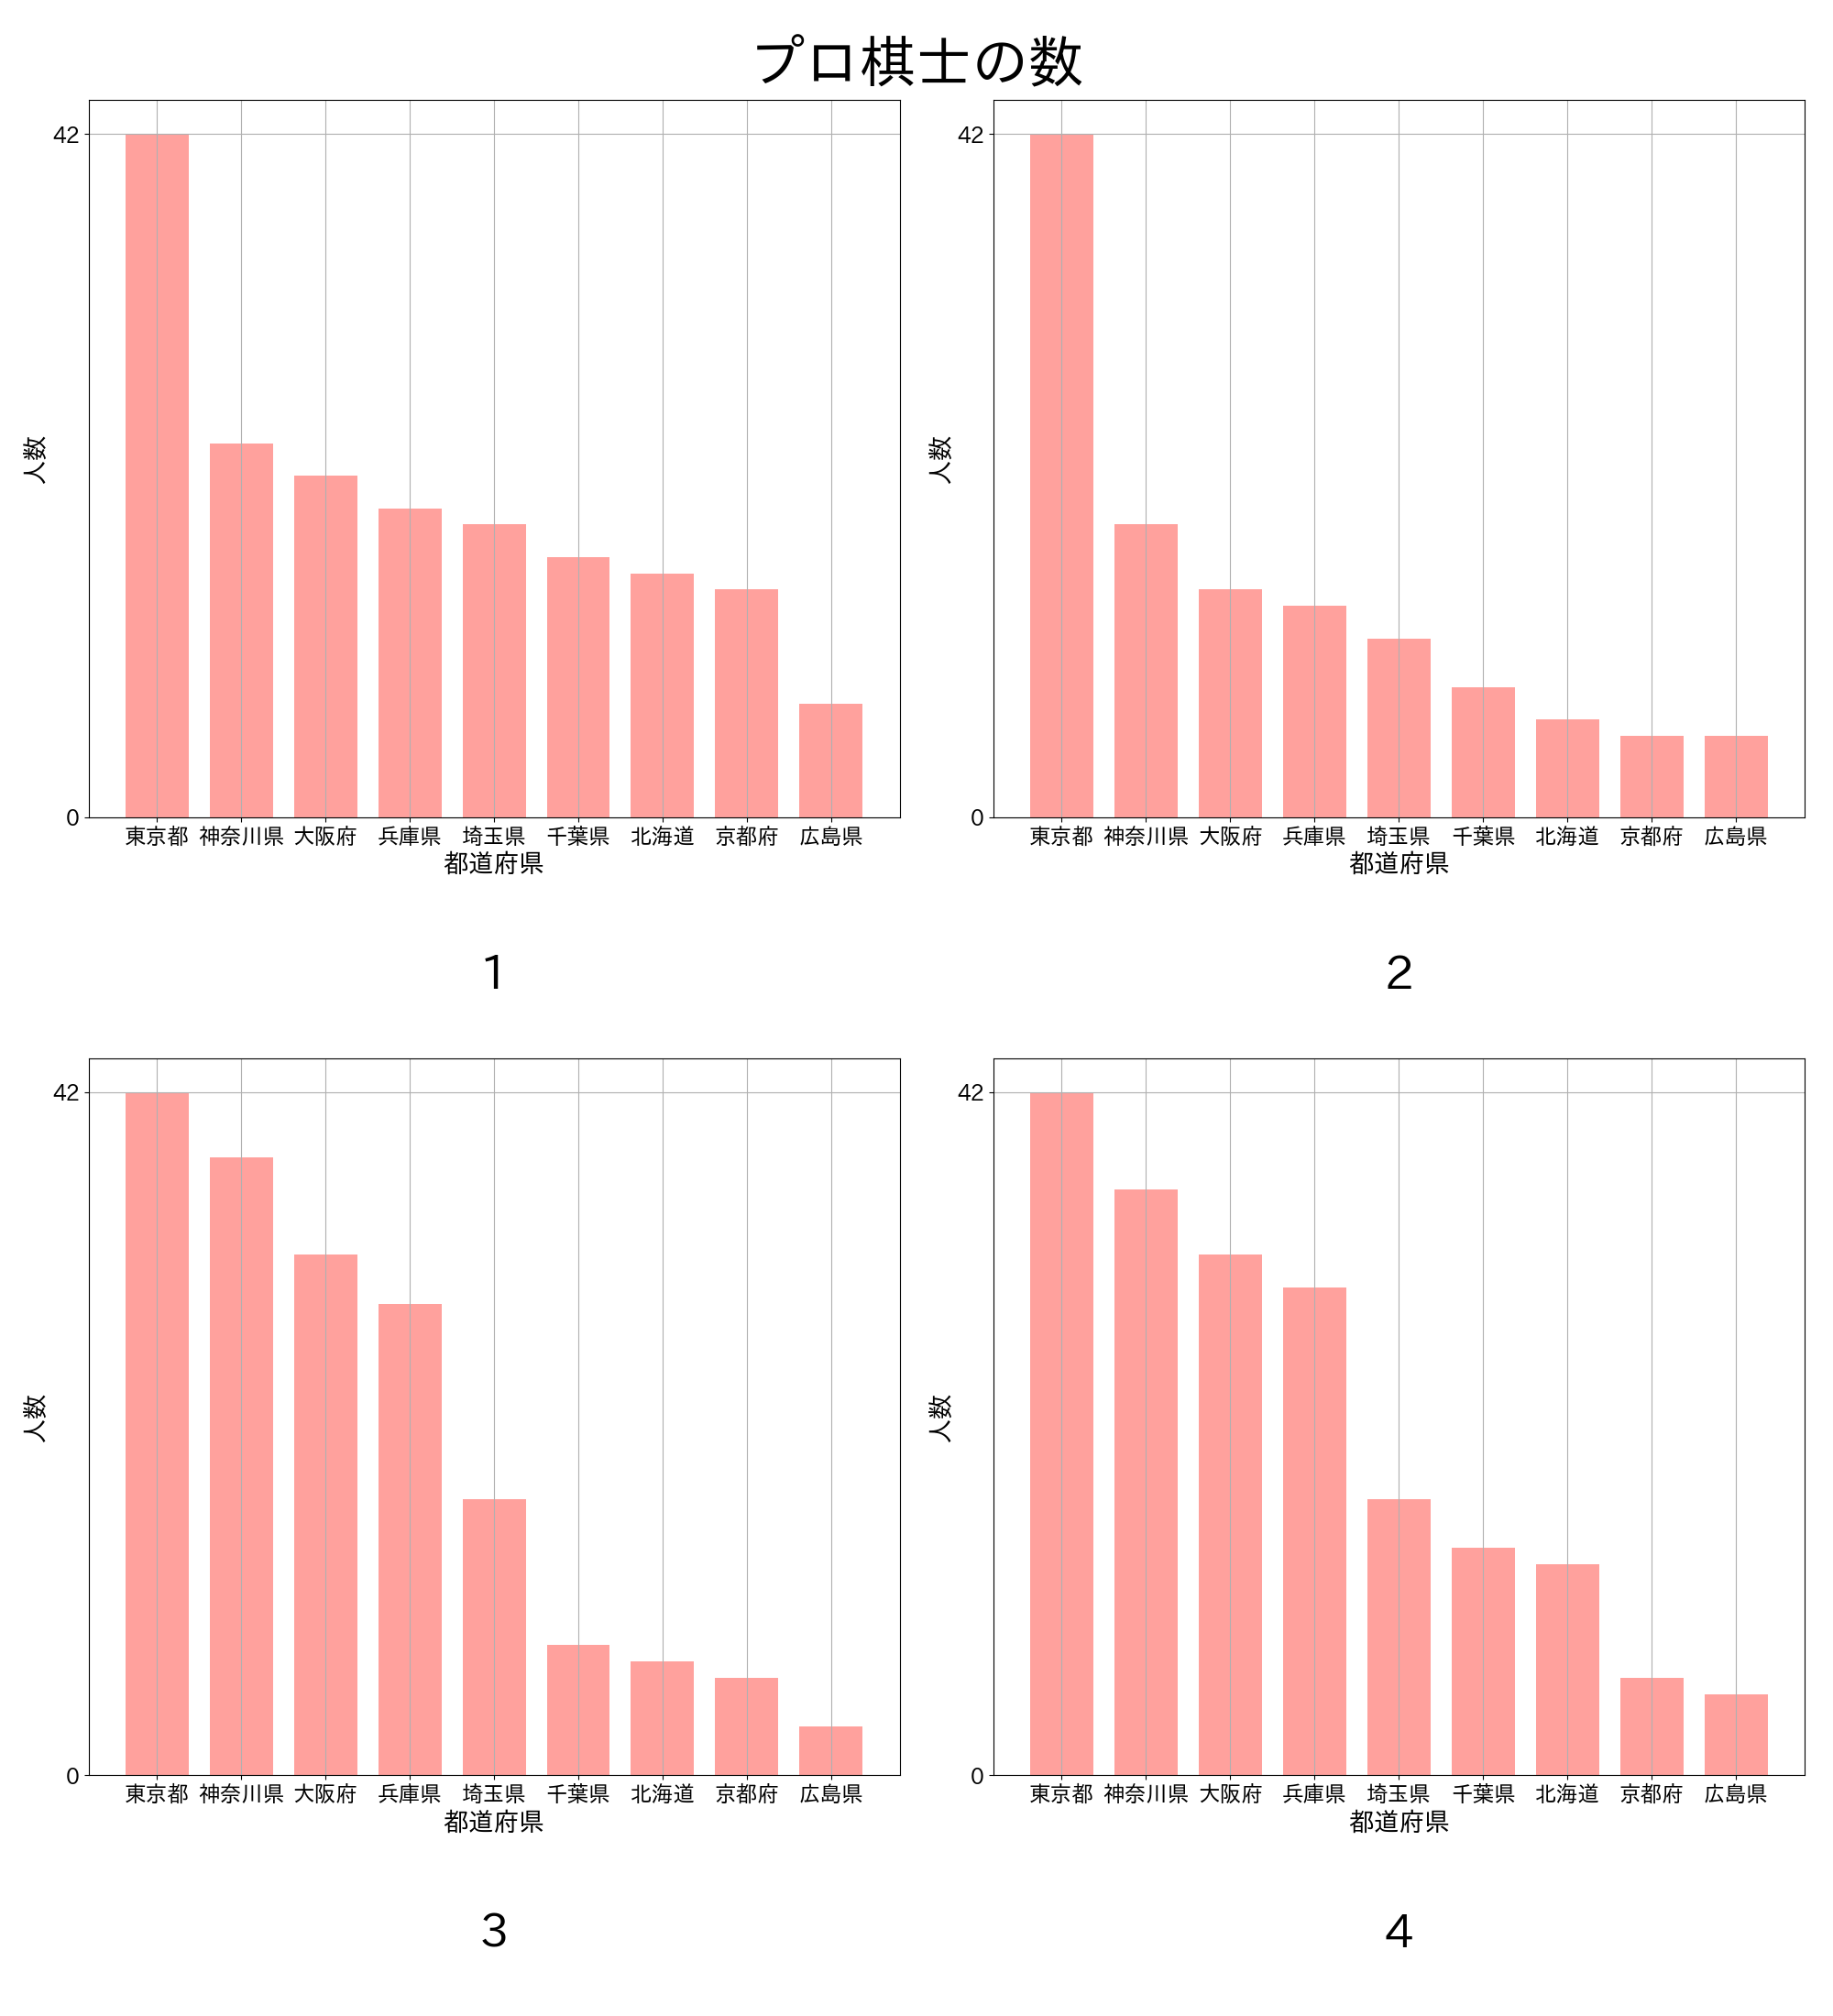 プロ棋士の数
42
0
人数
東京都 神奈川県 大阪府 兵庫県 埼玉県 千葉県 北海道 京都府 広島県
都道府県
1
42
0
人数
東京都 神奈川県 大阪府 兵庫県 埼玉県 千葉県 北海道 京都府 広島県
都道府県
2
42
0
人数
東京都 神奈川県 大阪府 兵庫県 埼玉県 千葉県 北海道 京都府 広島県
都道府県
3
42
0
人数
東京都 神奈川県 大阪府 兵庫県 埼玉県 千葉県 北海道 京都府 広島県
都道府県
4